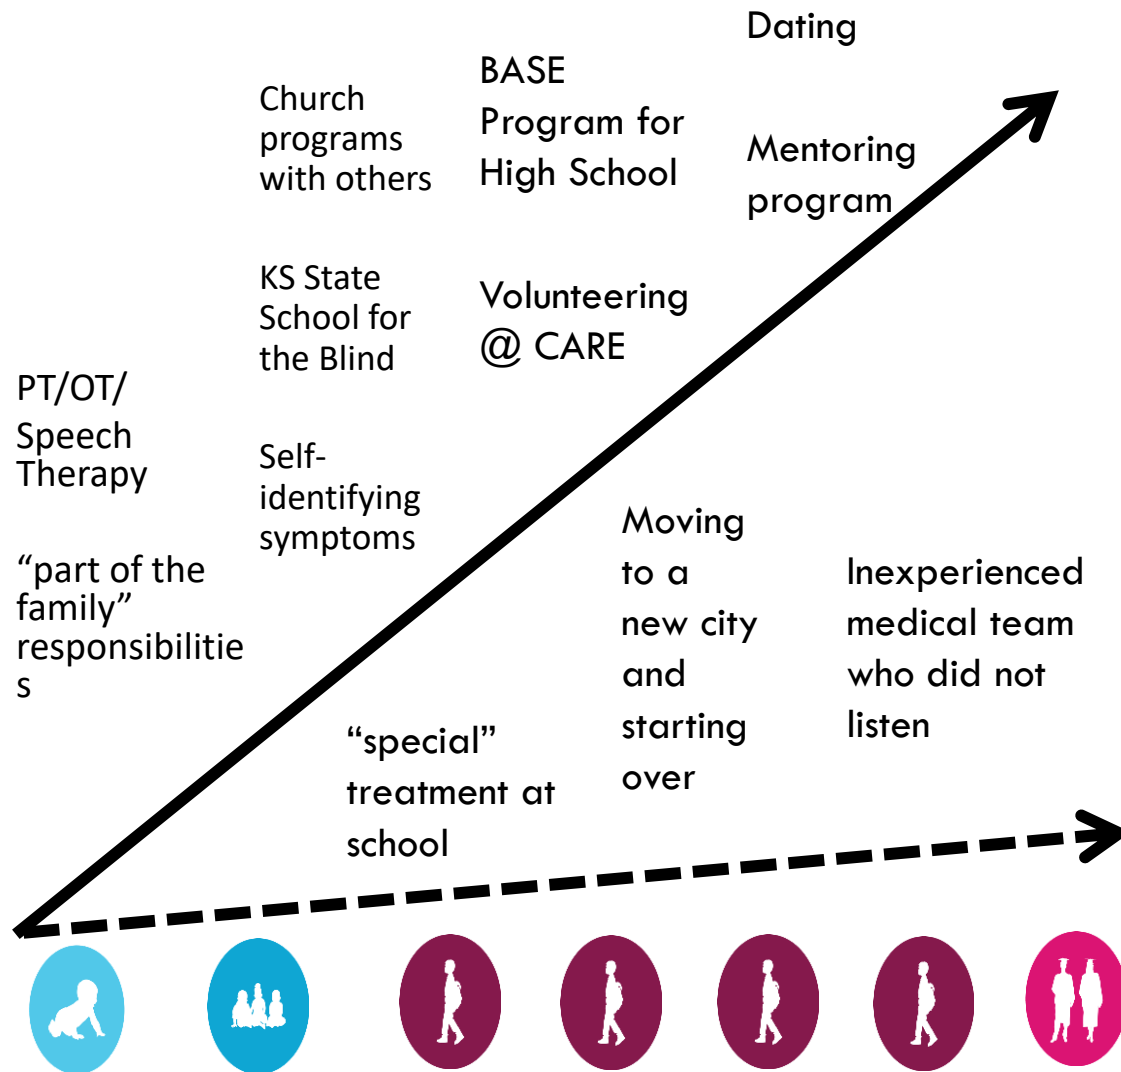 PT/OT/
Speech
Therapy
“part of the
family”
responsibilitie
s
Church
programs
with others
KS State
School for
the Blind
Self-
identifying
symptoms
BASE
Program for
High School
Volunteering
@ CARE
Dating
Mentoring
program
“special”
treatment at
school
Moving
to a
new city
and
starting
over
Inexperienced
medical team
who did not
listen